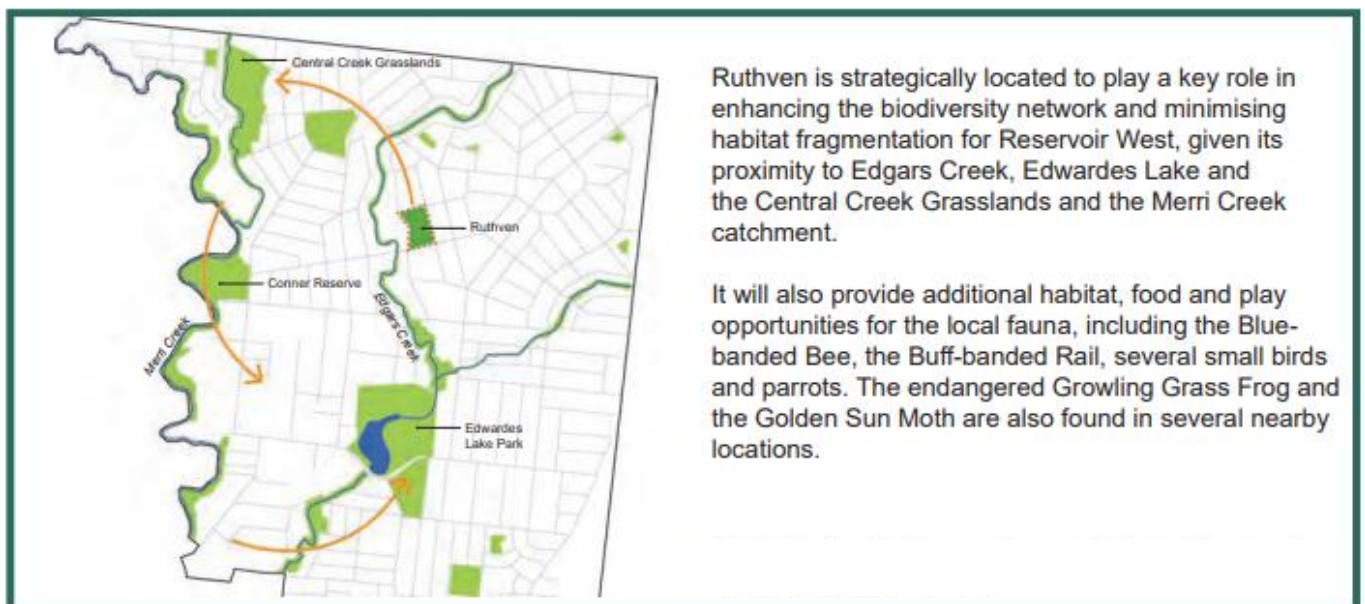 Central Creek Grasslands
Ruthven
Conner Reserve
Merri Creek
Edgars Creek
Edwardes
Lake Park
Ruthven is strategically located to play a key role in
enhancing the biodiversity network and minimising
habitat fragmentation for Reservoir West, given its
proximity to Edgars Creek, Edwardes Lake and
the Central Creek Grasslands and the Merri Creek
catchment.
It will also provide additional habitat, food and play
opportunities for the local fauna, including the Blue-
banded Bee, the Buff-banded Rail, several small birds
and parrots. The endangered Growling Grass Frog and
the Golden Sun Moth are also found in several nearby
locations.